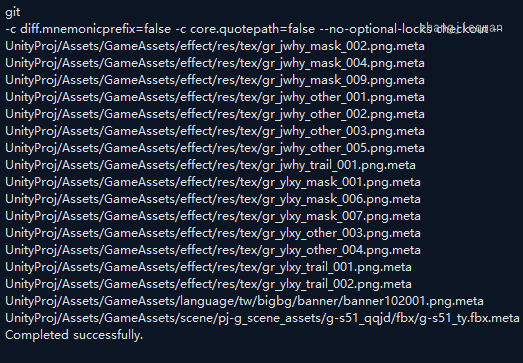 git
-c diff.mnemonicprefix=false -c core.quotepath=false --no-optional-locks checkout --
UnityProj/Assets/GameAssets/effect/res/tex/gr_jwhy_mask_002.png.meta
UnityProj/Assets/GameAssets/effect/res/tex/gr_jwhy_mask_004.png.meta
UnityProj/Assets/GameAssets/effect/res/tex/gr_jwhy_mask_009.png.meta
UnityProj/Assets/GameAssets/effect/res/tex/gr_jwhy_other_001.png.meta
UnityProj/Assets/GameAssets/effect/res/tex/gr_jwhy_other_002.png.meta
UnityProj/Assets/GameAssets/effect/res/tex/gr_jwhy_other_003.png.meta
UnityProj/Assets/GameAssets/effect/res/tex/gr_jwhy_other_005.png.meta
UnityProj/Assets/GameAssets/effect/res/tex/gr_jwhy_trail_001.png.meta
UnityProj/Assets/GameAssets/effect/res/tex/gr_ylxy_mask_001.png.meta
UnityProj/Assets/GameAssets/effect/res/tex/gr_ylxy_mask_006.png.meta
UnityProj/Assets/GameAssets/effect/res/tex/gr_ylxy_mask_007.png.meta
UnityProj/Assets/GameAssets/effect/res/tex/gr_ylxy_other_003.png.meta
UnityProj/Assets/GameAssets/effect/res/tex/gr_ylxy_other_004.png.meta
UnityProj/Assets/GameAssets/effect/res/tex/gr_ylxy_trail_001.png.meta
UnityProj/Assets/GameAssets/effect/res/tex/gr_ylxy_trail_002.png.meta
UnityProj/Assets/GameAssets/language/tw/bigbg/banner/banner102001.png.meta
UnityProj/Assets/GameAssets/scene/pj-g_scene_assets/g-s51_qqjd/fbx/g-s51_ty.fbx.meta
Completed successfully.